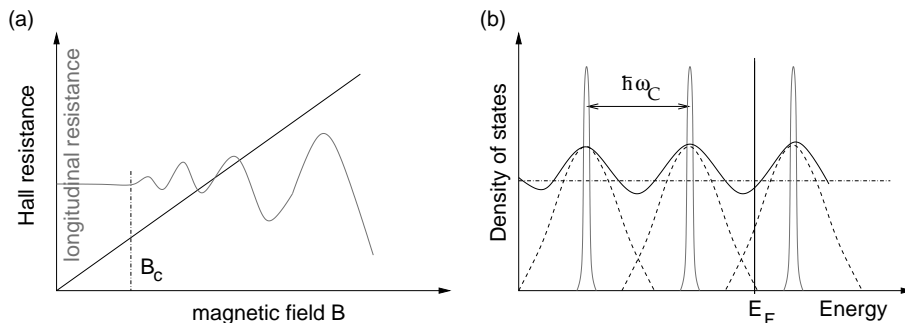 (a)
Hall resistance
longitudinal resistance
B_c
magnetic field B
(b)
Density of states
ħω_C
E_F
Energy